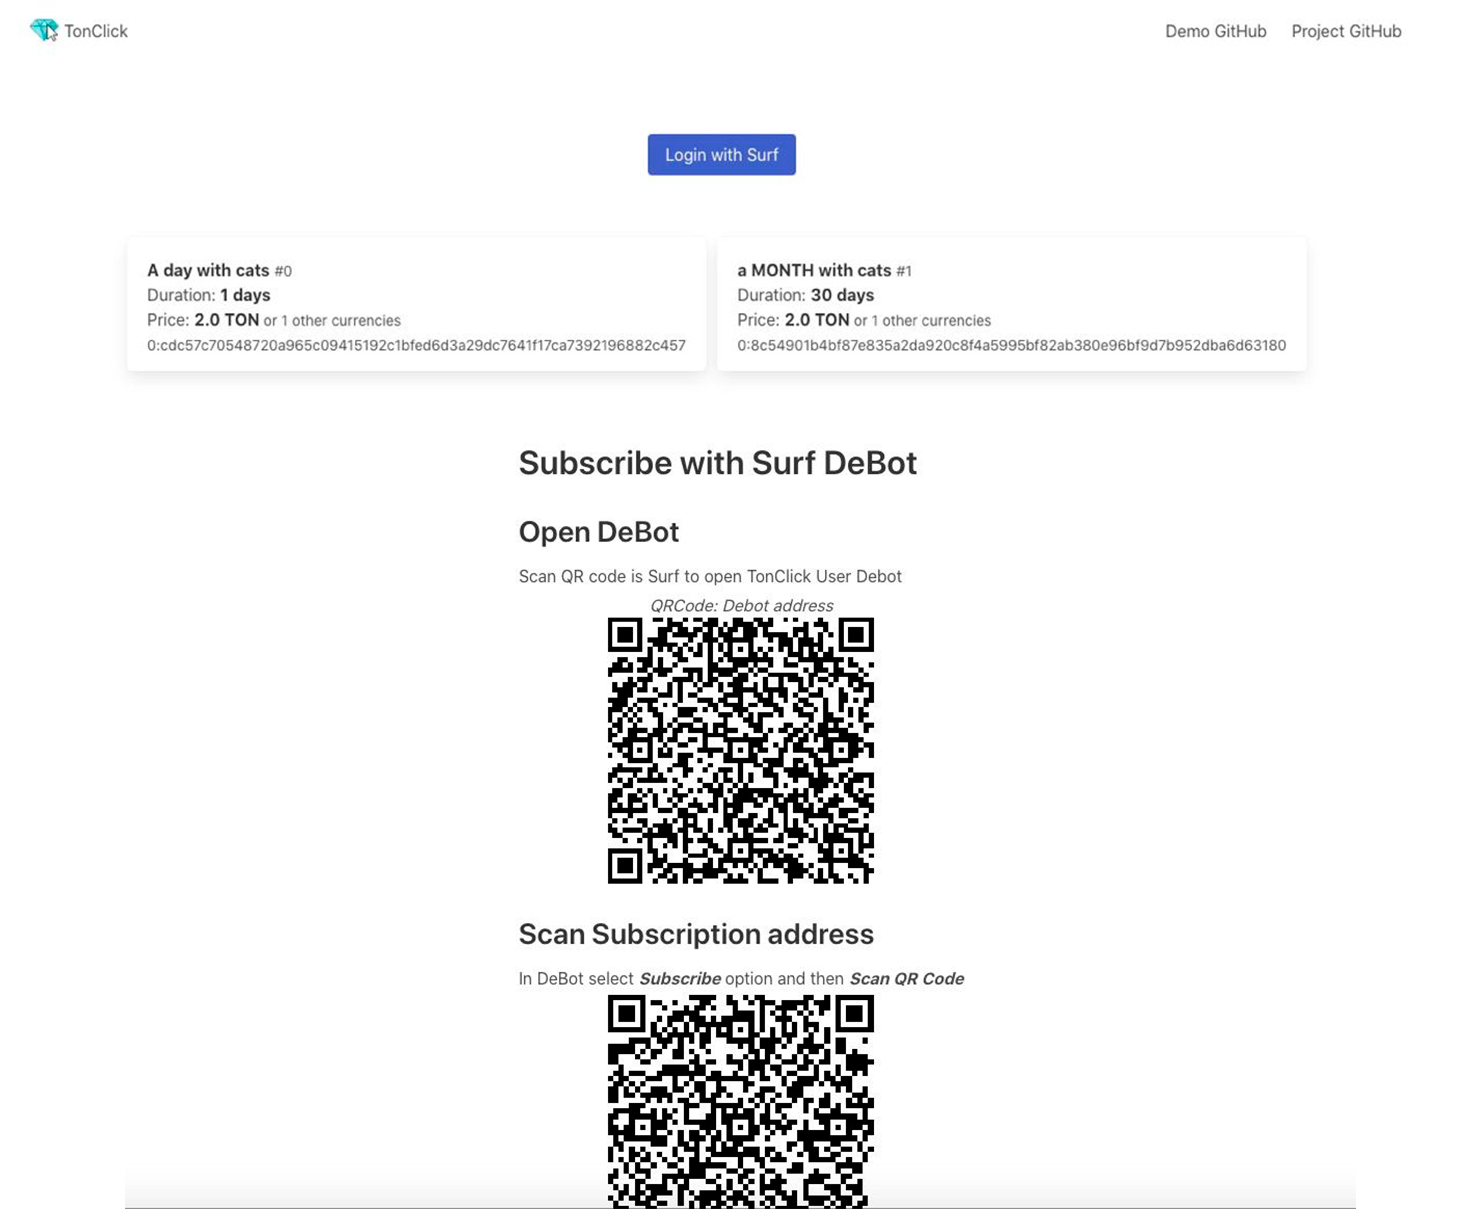 TonClick
Demo GitHub
Project GitHub
Login with Surf
A day with cats #0
Duration: 1 days
Price: 2.0 TON or 1 other currencies
0:cdc57c70548720a965c09415192c1bfed6d3a29dc7641f17ca7392196882c457
a MONTH with cats #1
Duration: 30 days
Price: 2.0 TON or 1 other currencies
0:8c54901b4bf87e835a2da920c8f4a5995bf82ab380e96bf9d7b952dba6d63180
Subscribe with Surf DeBot
Open DeBot
Scan QR code is Surf to open TonClick User Debot
QRCode: Debot address
Scan Subscription address
In DeBot select Subscribe option and then Scan QR Code